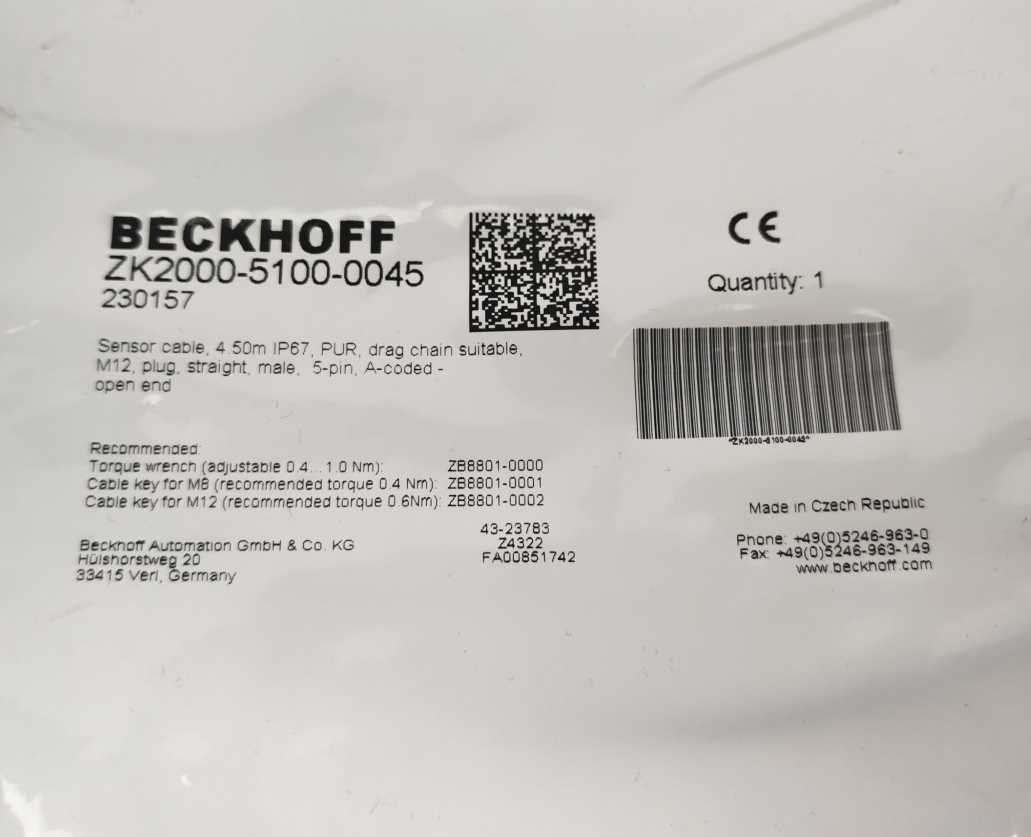 BECKHOFF
ZK2000-5100-0045
230157
CE
Quantity: 1
Sensor cable, 4.50m IP67, PUR, drag chain suitable,
M12, plug, straight, male, 5-pin, A-coded -
open end
*ZK2000-5100-0045*
Recommended:
Torque wrench (adjustable 0.4...1.0 Nm): ZB8801-0000
Cable key for M8 (recommended torque 0.4 Nm): ZB8801-0001
Cable key for M12 (recommended torque 0.6Nm): ZB8801-0002
Beckhoff Automation GmbH & Co. KG
Hülshorstweg 20
33415 Verl, Germany
43-23783
Z4322
FA00851742
Made in Czech Republic
Phone: +49(0)5246-963-0
Fax: +49(0)5246-963-149
www.beckhoff.com